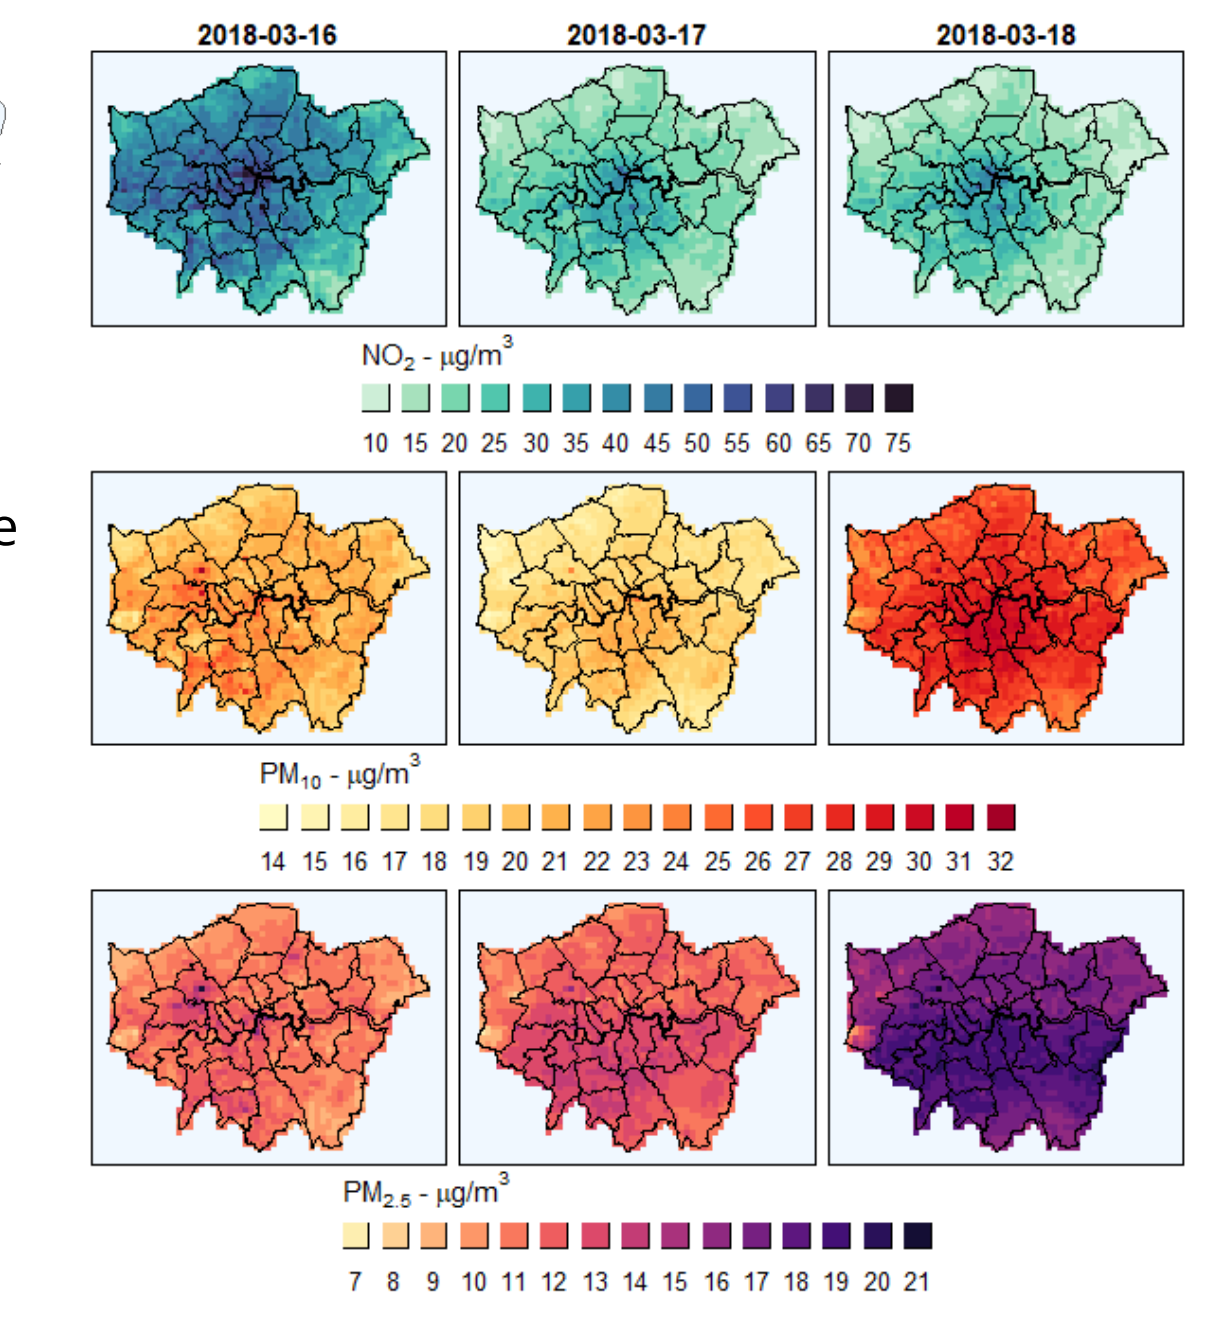 2018-03-16 2018-03-17 2018-03-18
NO₂ - µg/m³
10 15 20 25 30 35 40 45 50 55 60 65 70 75
e
PM₁₀ - µg/m³
14 15 16 17 18 19 20 21 22 23 24 25 26 27 28 29 30 31 32
PM₂.₅ - µg/m³
7 8 9 10 11 12 13 14 15 16 17 18 19 20 21